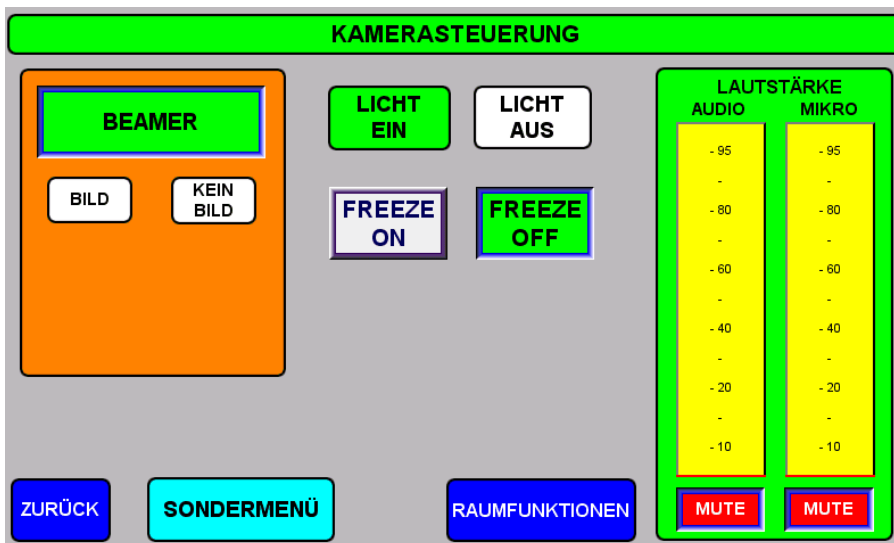 KAMERASTEUERUNG
BEAMER
BILD
KEIN
BILD
LICHT
EIN
LICHT
AUS
FREEZE
ON
FREEZE
OFF
LAUTSTÄRKE
AUDIO
MIKRO
- 95
-
- 80
-
- 60
-
- 40
-
- 20
-
- 10
- 95
-
- 80
-
- 60
-
- 40
-
- 20
-
- 10
MUTE
MUTE
ZURÜCK
SONDERMENÜ
RAUMFUNKTIONEN